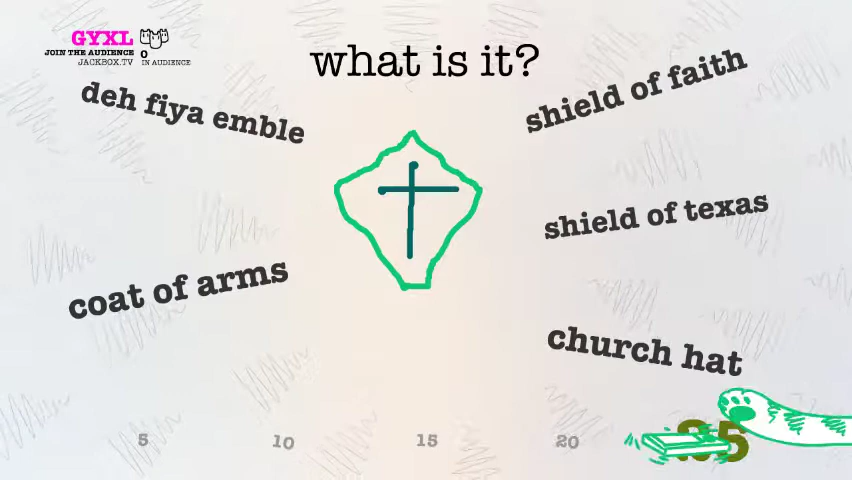 GYXL
JOIN THE AUDIENCE
JACKBOX.TV
0
IN AUDIENCE
what is it?
deh fiya emble
shield of faith
shield of texas
coat of arms
church hat
5 10 15 20